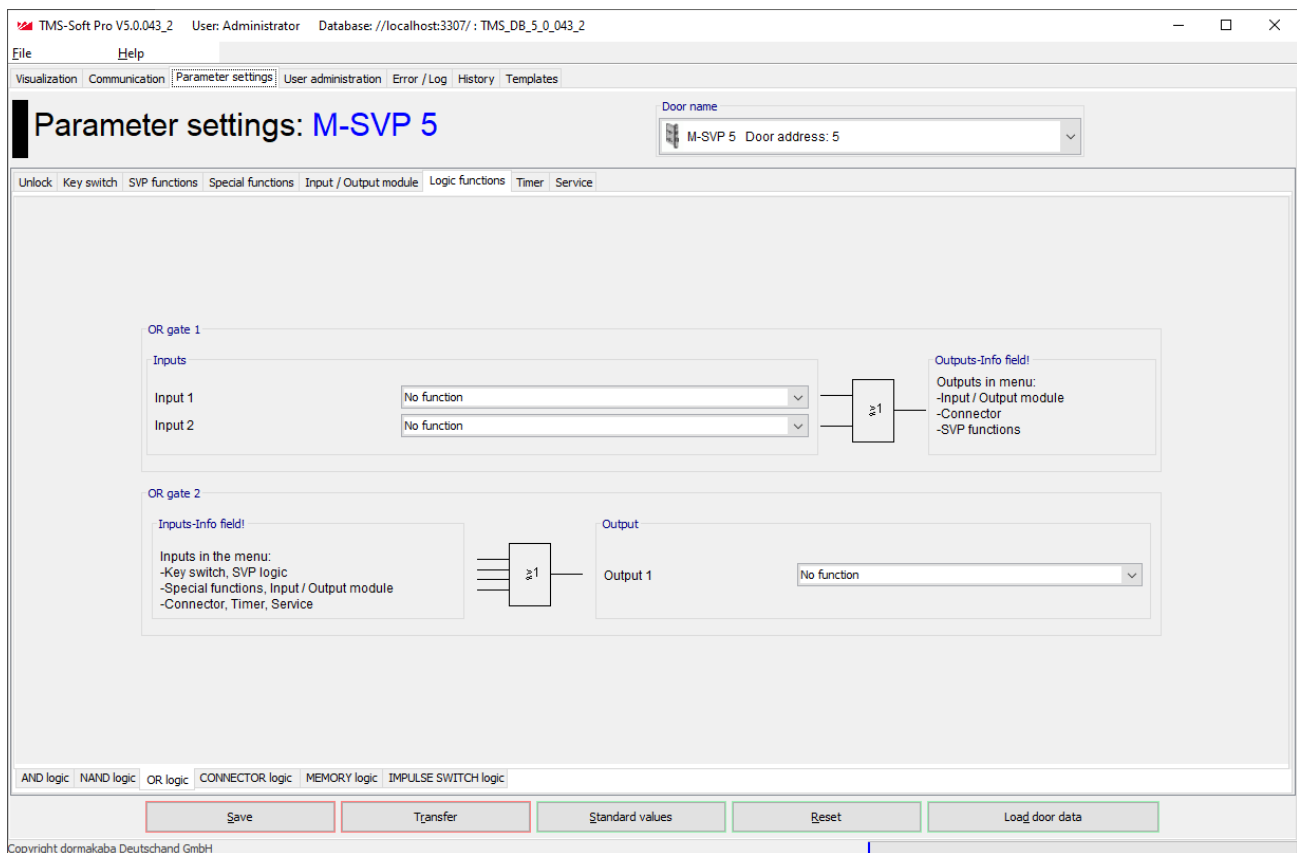 TMS-Soft Pro V5.0.043_2 User: Administrator Database: //localhost:3307/ : TMS_DB_5_0_043_2
File Help
Visualization Communication Parameter settings User administration Error / Log History Templates
Parameter settings: M-SVP 5
Door name
M-SVP 5 Door address: 5
Unlock Key switch SVP functions Special functions Input / Output module Logic functions Timer Service
OR gate 1
Inputs
Input 1 No function
Input 2 No function
≥1
Outputs-Info field!
Outputs in menu:
-Input / Output module
-Connector
-SVP functions
OR gate 2
Inputs-Info field!
Inputs in the menu:
-Key switch, SVP logic
-Special functions, Input / Output module
-Connector, Timer, Service
≥1
Output
Output 1 No function
AND logic NAND logic OR logic CONNECTOR logic MEMORY logic IMPULSE SWITCH logic
Save Transfer Standard values Reset Load door data
Copyright dormakaba Deutschand GmbH